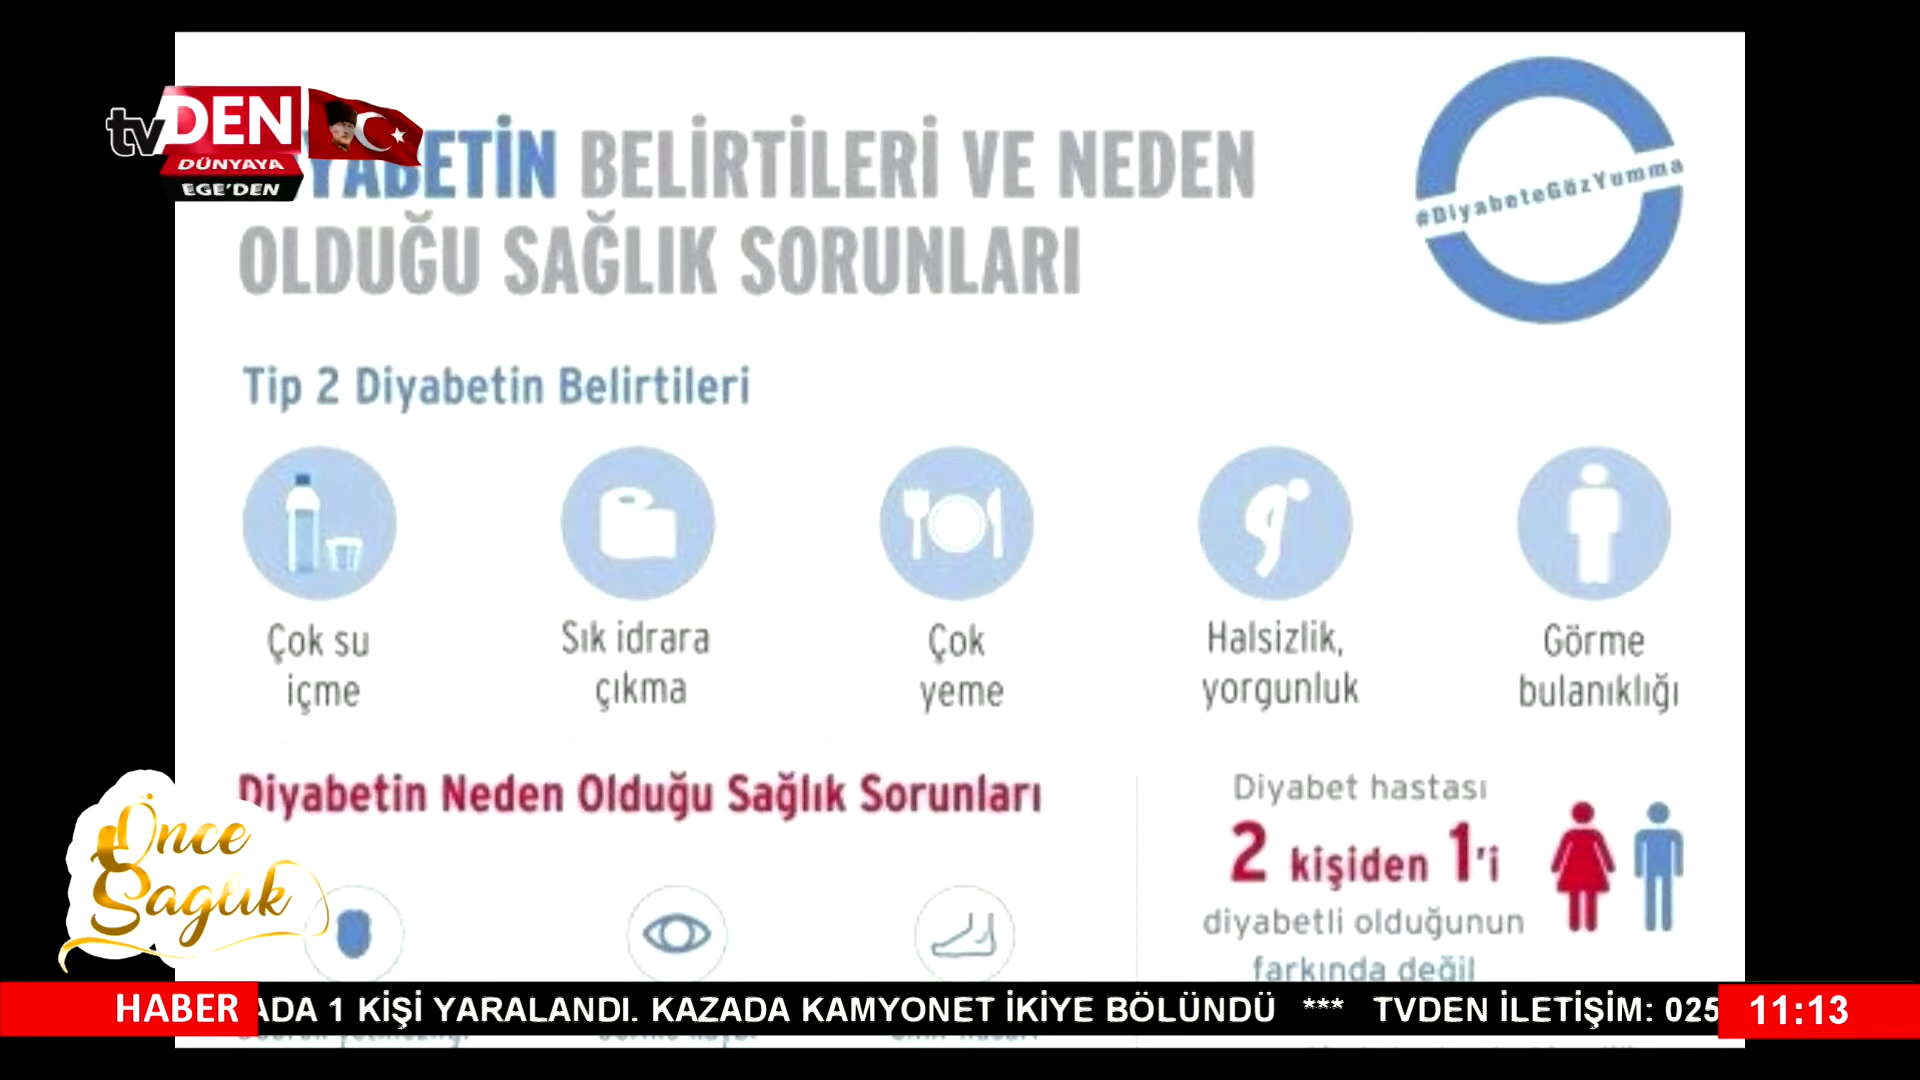 tvDEN
DÜNYAYA
EGE'DEN
BELİRTİLERİ VE NEDEN
OLDUĞU SAĞLIK SORUNLARI
#DiyabeteGözYumma
Tip 2 Diyabetin Belirtileri
Çok su
içme
Sık idrara
çıkma
Çok
yeme
Halsizlik,
yorgunluk
Görme
bulanıklığı
Diyabetin Neden Olduğu Sağlık Sorunları
Diyabet hastası
2 kişiden 1'i
diyabetli olduğunun
farkında değil
Önce
Sağlık
HABER
ADA 1 KİŞİ YARALANDI. KAZADA KAMYONET İKİYE BÖLÜNDÜ *** TVDEN İLETİŞİM: 025
11:13